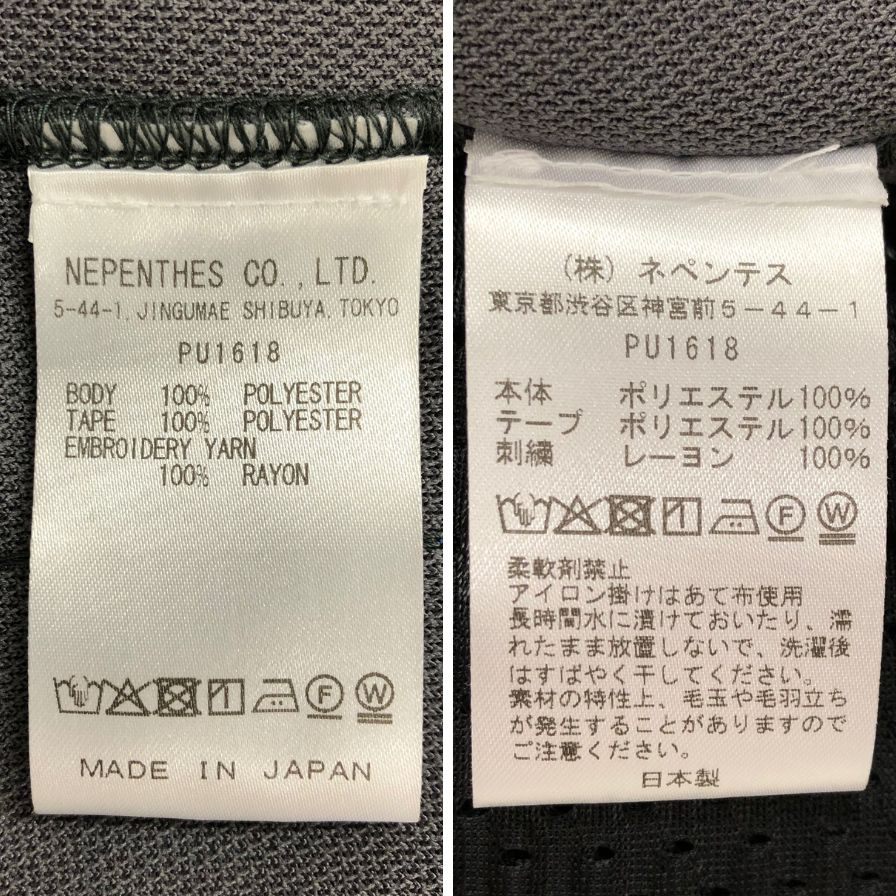 NEPENTHES CO.,LTD.
5-44-1,JINGUMAE SHIBUYA,TOKYO
PU1618
BODY 100% POLYESTER
TAPE 100% POLYESTER
EMBROIDERY YARN
100% RAYON
F W
MADE IN JAPAN
(株)ネペンテス
東京都渋谷区神宮前5-44-1
PU1618
本体 ポリエステル100%
テープ ポリエステル100%
刺繍 レーヨン 100%
F W
柔軟剤禁止
アイロン掛けはあて布使用
長時間水に漬けておいたり、濡
れたまま放置しないで、洗濯後
はすばやく干してください。
素材の特性上、毛玉や毛羽立ち
が発生することがありますので
ご注意ください。
日本製